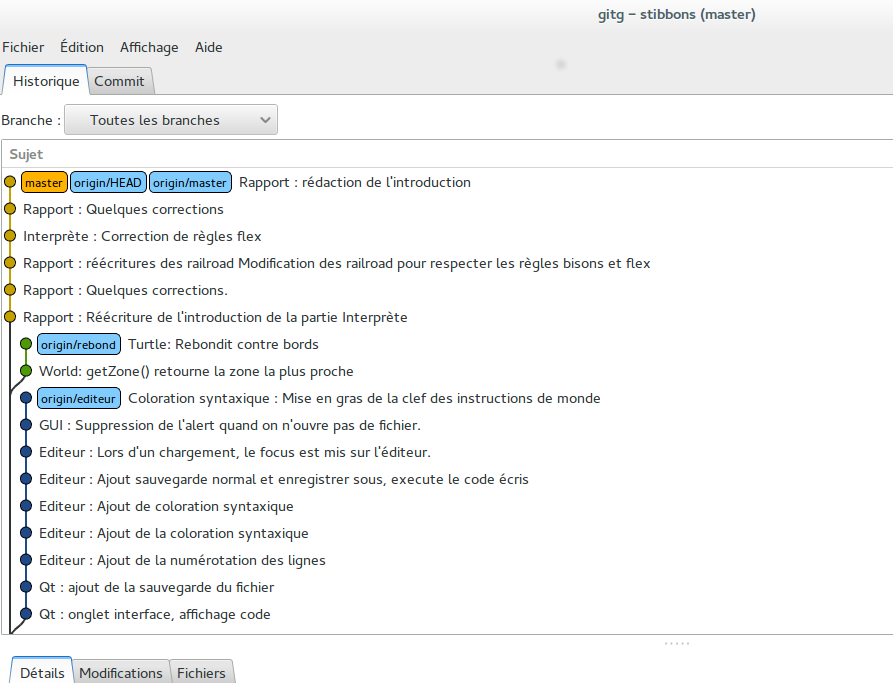 gitg – stibbons (master)
Fichier Édition Affichage Aide
Historique Commit
Branche : Toutes les branches
Sujet
master origin/HEAD origin/master Rapport : rédaction de l'introduction
Rapport : Quelques corrections
Interprète : Correction de règles flex
Rapport : réécritures des railroad Modification des railroad pour respecter les règles bisons et flex
Rapport : Quelques corrections.
Rapport : Réécriture de l'introduction de la partie Interprète
origin/rebond Turtle: Rebondit contre bords
World: getZone() retourne la zone la plus proche
origin/editeur Coloration syntaxique : Mise en gras de la clef des instructions de monde
GUI : Suppression de l'alert quand on n'ouvre pas de fichier.
Editeur : Lors d'un chargement, le focus est mis sur l'éditeur.
Editeur : Ajout sauvegarde normal et enregistrer sous, execute le code écris
Editeur : Ajout de coloration syntaxique
Editeur : Ajout de la coloration syntaxique
Editeur : Ajout de la numérotation des lignes
Qt : ajout de la sauvegarde du fichier
Qt : onglet interface, affichage code
Détails Modifications Fichiers